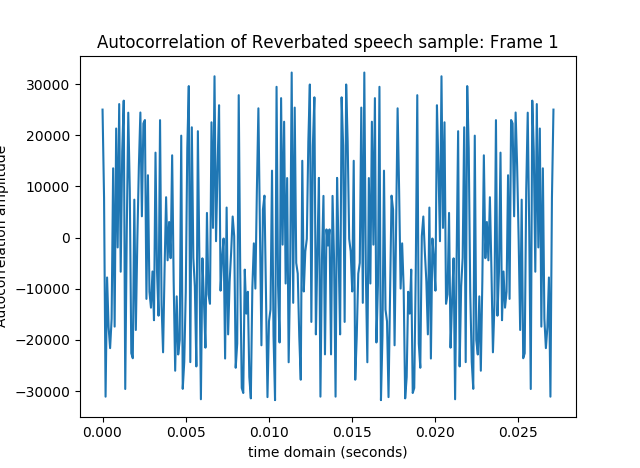 Autocorrelation of Reverbated speech sample: Frame 1
Autocorrelation amplitude
30000
20000
10000
0
−10000
−20000
−30000
0.000 0.005 0.010 0.015 0.020 0.025
time domain (seconds)